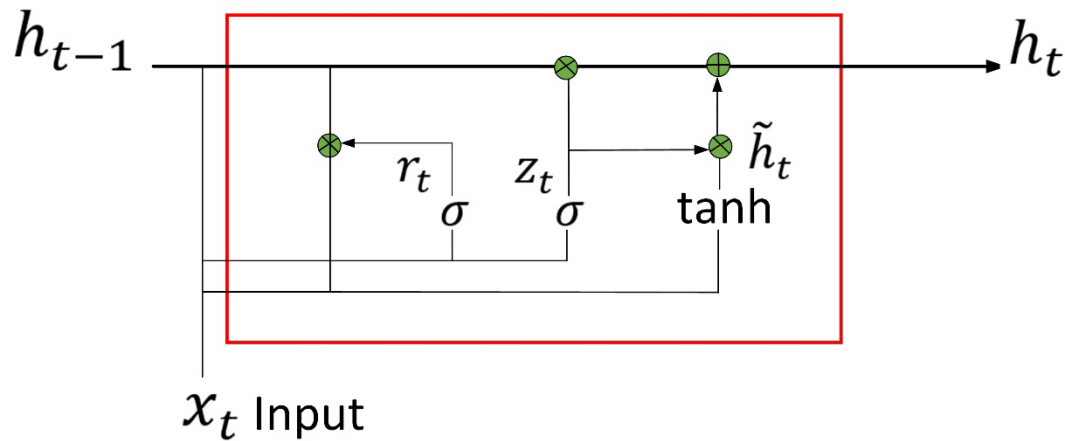 h_{t−1}
h_t
r_t
z_t
h̃_t
σ
σ
tanh
x_t Input